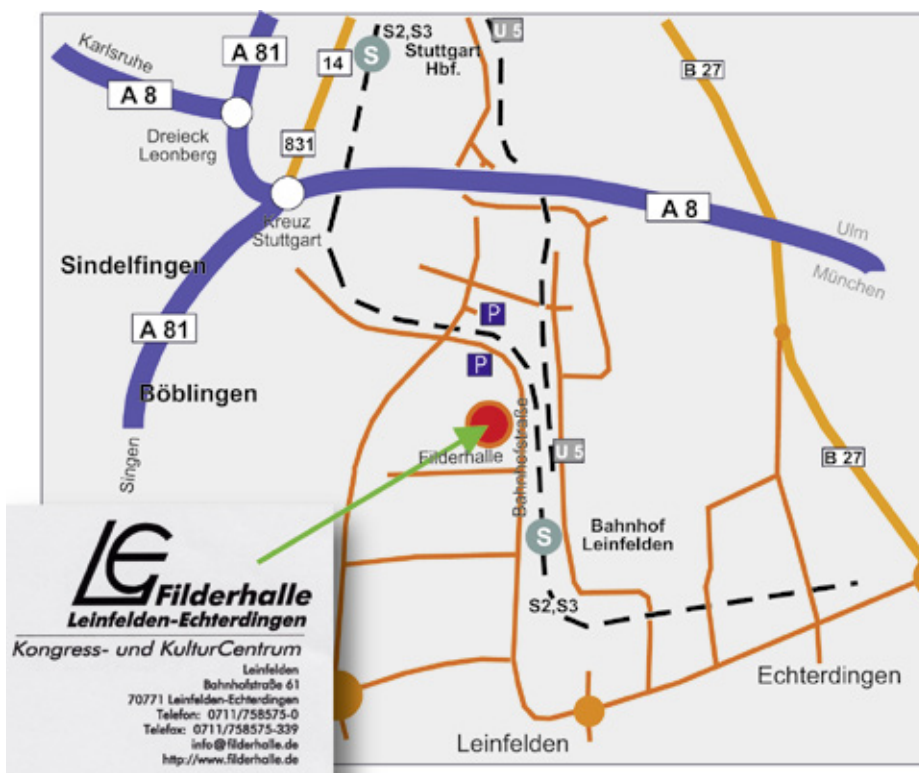 S2,S3
U 5
Stuttgart
Hbf.
A 81
14
S
Karlsruhe
A 8
B 27
Dreieck
Leonberg
831
A 8
Kreuz
Stuttgart
Ulm
München
Sindelfingen
A 81
P
P
Böblingen
Singen
Filderhalle
Bahnhofstraße
U 5
B 27
S
Bahnhof
Leinfelden
S2,S3
Echterdingen
Leinfelden
LE
Filderhalle
Leinfelden-Echterdingen
Kongress- und KulturCentrum
Leinfelden
Bahnhofstraße 61
70771 Leinfelden-Echterdingen
Telefon: 0711/758575-0
Telefax: 0711/758575-339
info@filderhalle.de
http://www.filderhalle.de